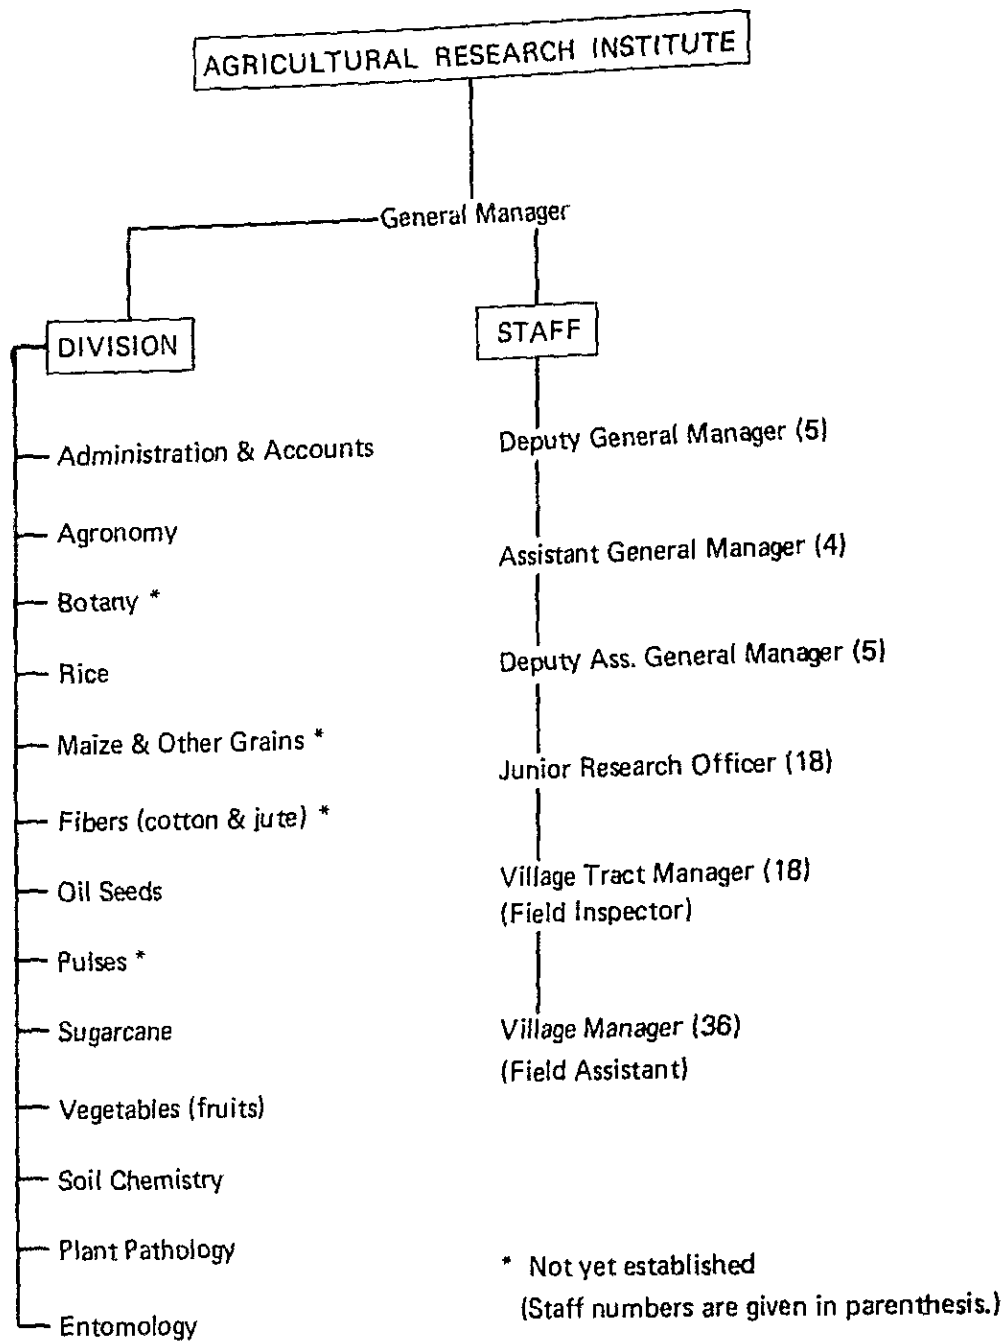 AGRICULTURAL RESEARCH INSTITUTE
General Manager
DIVISION
Administration & Accounts
Agronomy
Botany *
Rice
Maize & Other Grains *
Fibers (cotton & jute) *
Oil Seeds
Pulses *
Sugarcane
Vegetables (fruits)
Soil Chemistry
Plant Pathology
Entomology
STAFF
Deputy General Manager (5)
Assistant General Manager (4)
Deputy Ass. General Manager (5)
Junior Research Officer (18)
Village Tract Manager (18)
(Field Inspector)
Village Manager (36)
(Field Assistant)
* Not yet established
(Staff numbers are given in parenthesis.)